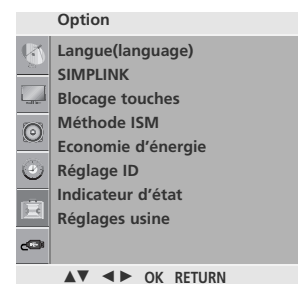 Option
Langue(language)
SIMPLINK
Blocage touches
Méthode ISM
Economie d'énergie
Réglage ID
Indicateur d'état
Réglages usine
▲▼ ◄► OK RETURN